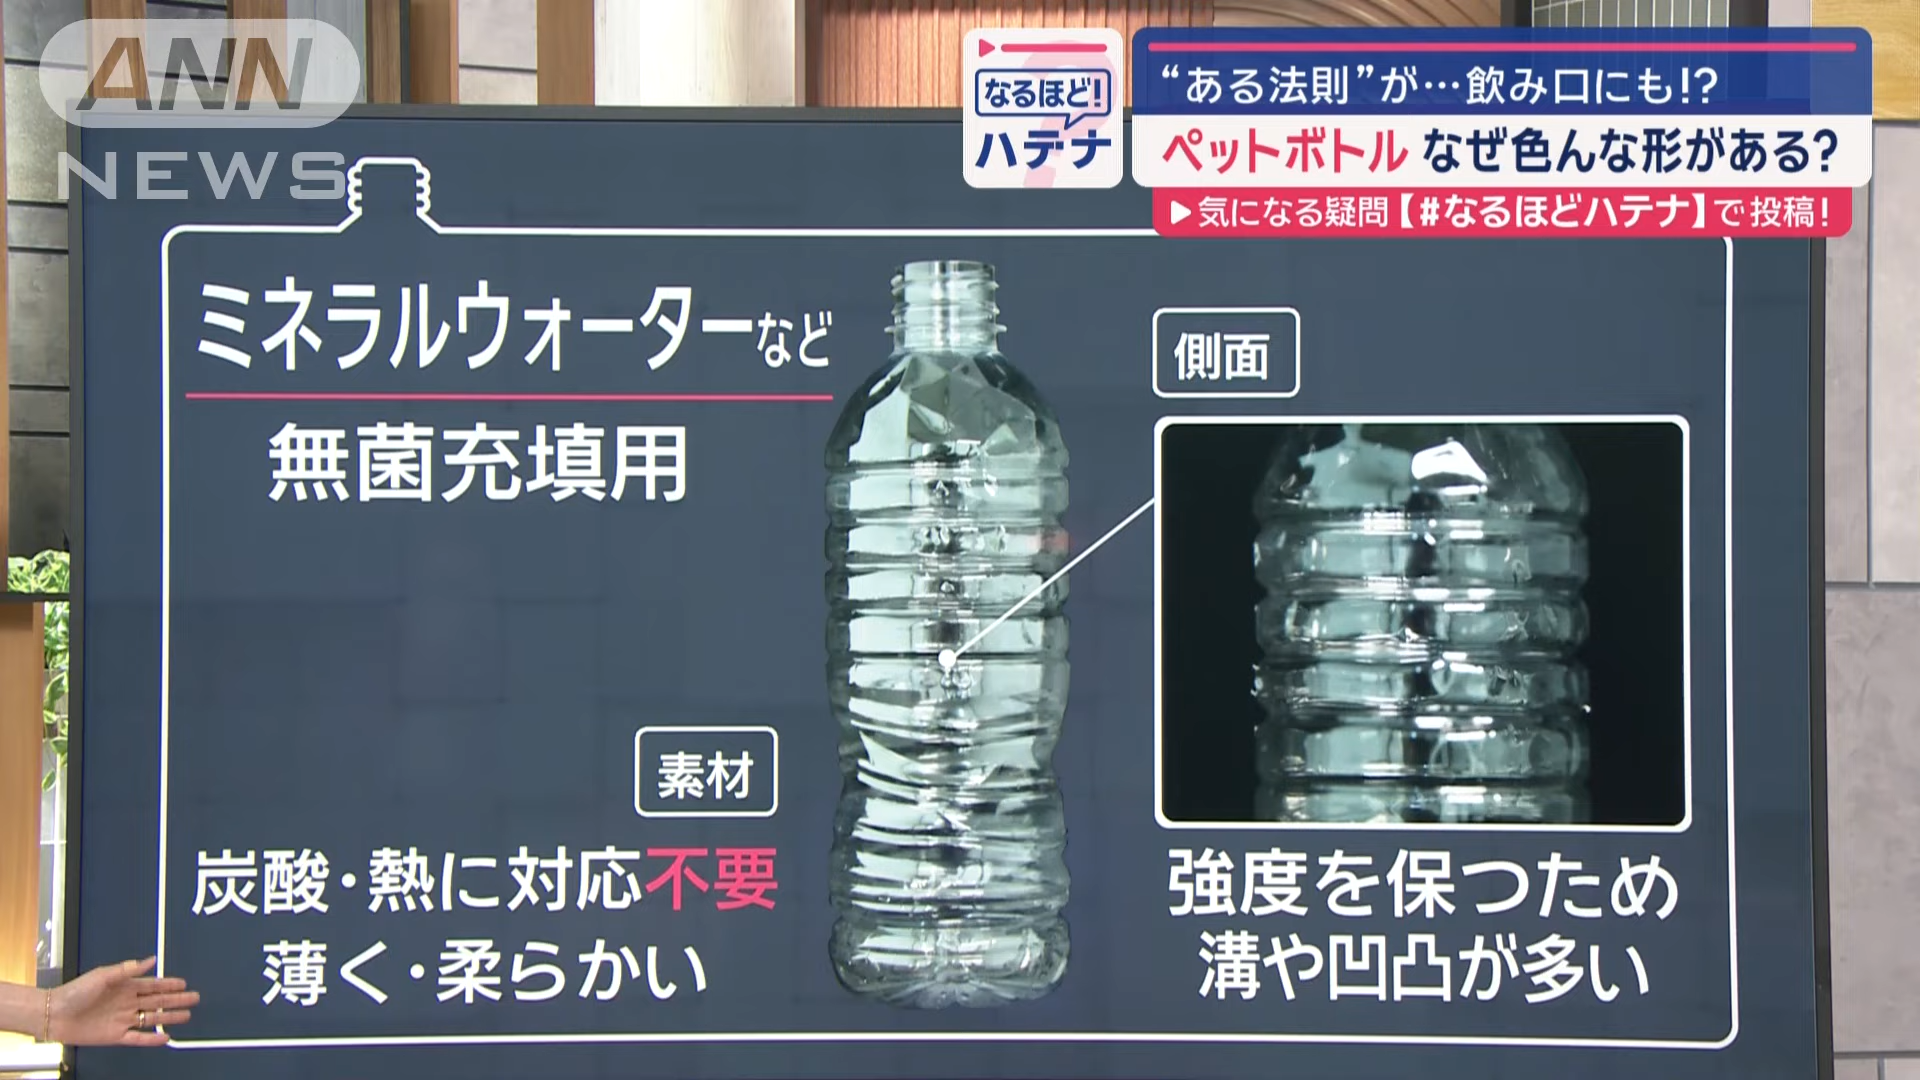 ANN
NEWS
なるほど!
ハテナ
“ある法則”が…飲み口にも!?
ペットボトル なぜ色んな形がある?
▶気になる疑問【#なるほどハテナ】で投稿!
ミネラルウォーターなど
無菌充填用
側面
素材
炭酸・熱に対応不要
薄く・柔らかい
強度を保つため
溝や凹凸が多い